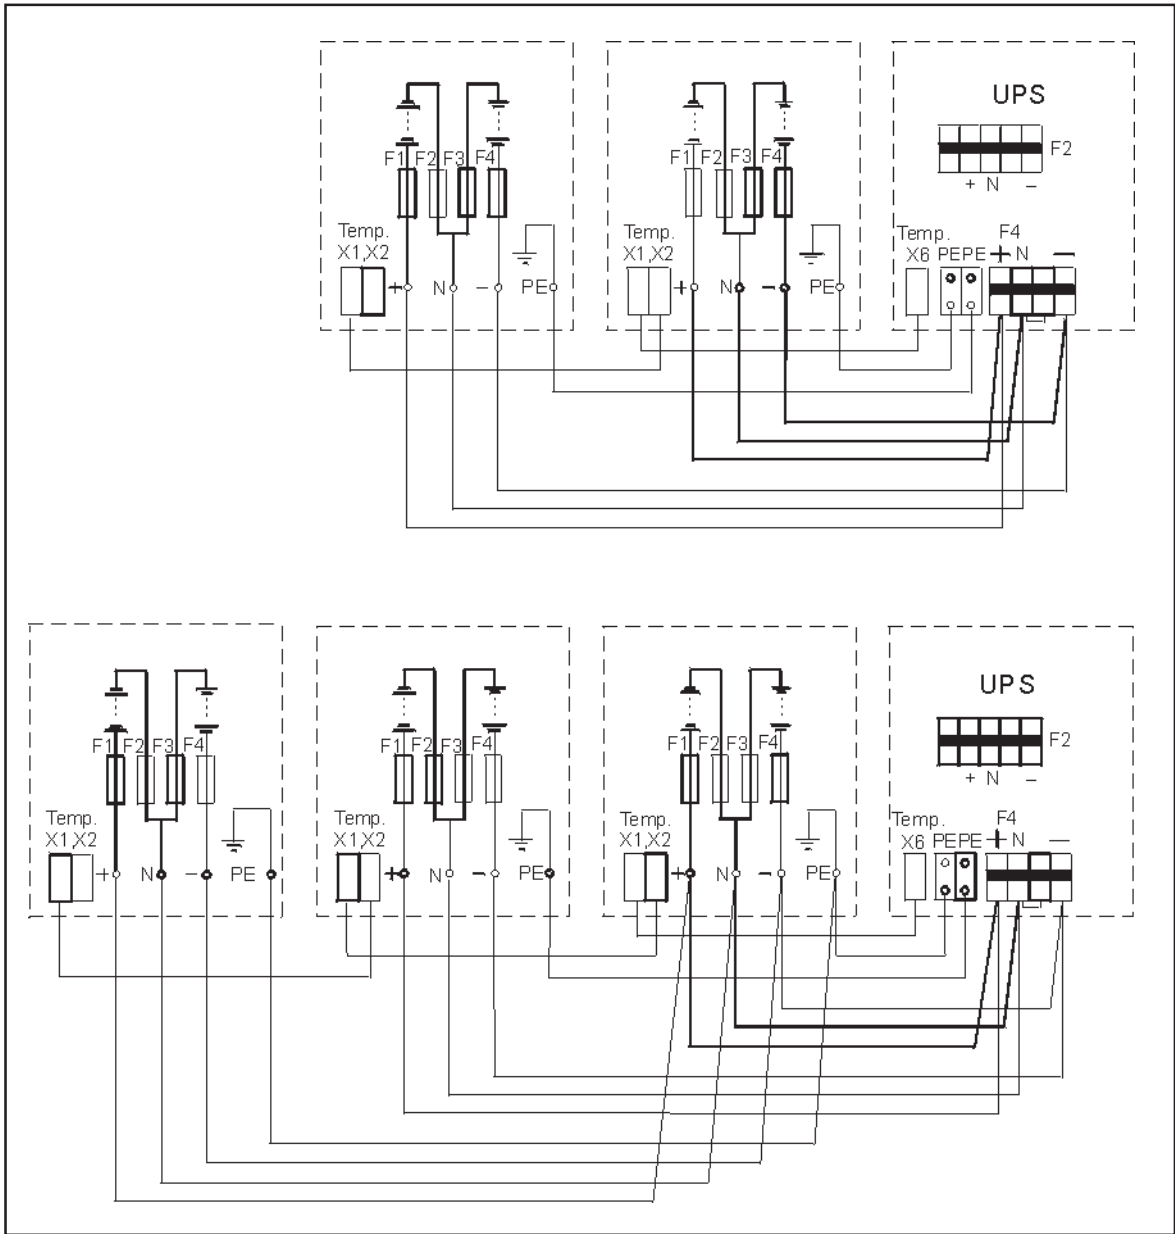 UPS
F2
+ N −
F1 F2 F3 F4
F1 F2 F3 F4
Temp.
X1,X2
+ N − PE
Temp.
X1,X2
+ N − PE
Temp. F4
X6 PE PE + N −
UPS
F2
+ N −
F1 F2 F3 F4
F1 F2 F3 F4
F1 F2 F3 F4
Temp.
X1,X2
+ N − PE
Temp.
X1,X2
+ N − PE
Temp.
X1,X2
+ N − PE
Temp. F4
X6 PE PE + N −